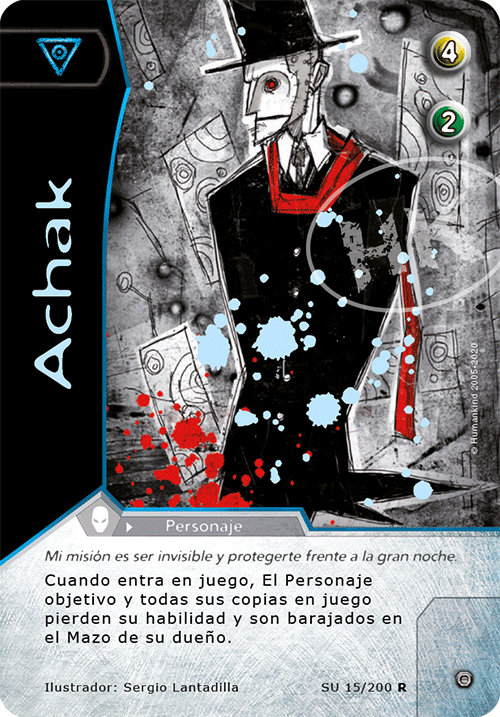 4
2
Achak
© Humankind 2005-2020
Personaje
Mi misión es ser invisible y protegerte frente a la gran noche.
Cuando entra en juego, El Personaje
objetivo y todas sus copias en juego
pierden su habilidad y son barajados en
el Mazo de su dueño.
Ilustrador: Sergio Lantadilla
SU 15/200 R